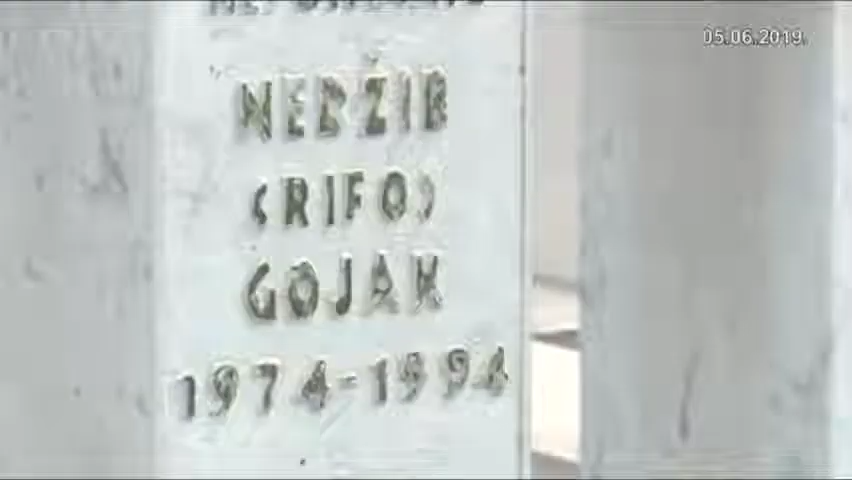 05.06.2019.
NEDŽIB
(RIFO)
GOJAK
1974-1994